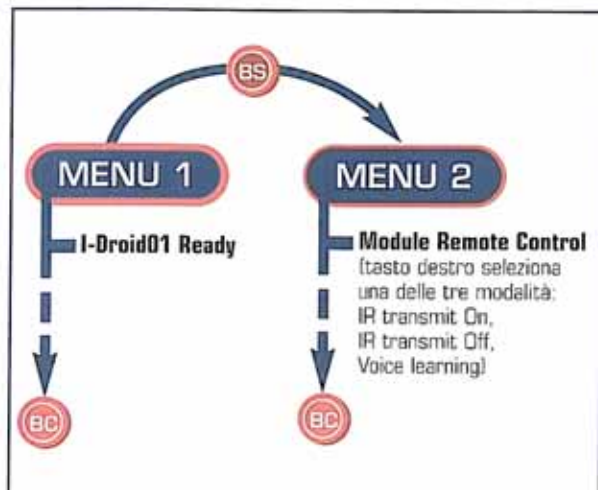 BS
MENU 1
MENU 2
I-Droid01 Ready
Module Remote Control
(tasto destro seleziona
una delle tre modalità:
IR transmit On,
IR transmit Off,
Voice learning)
BC
BC